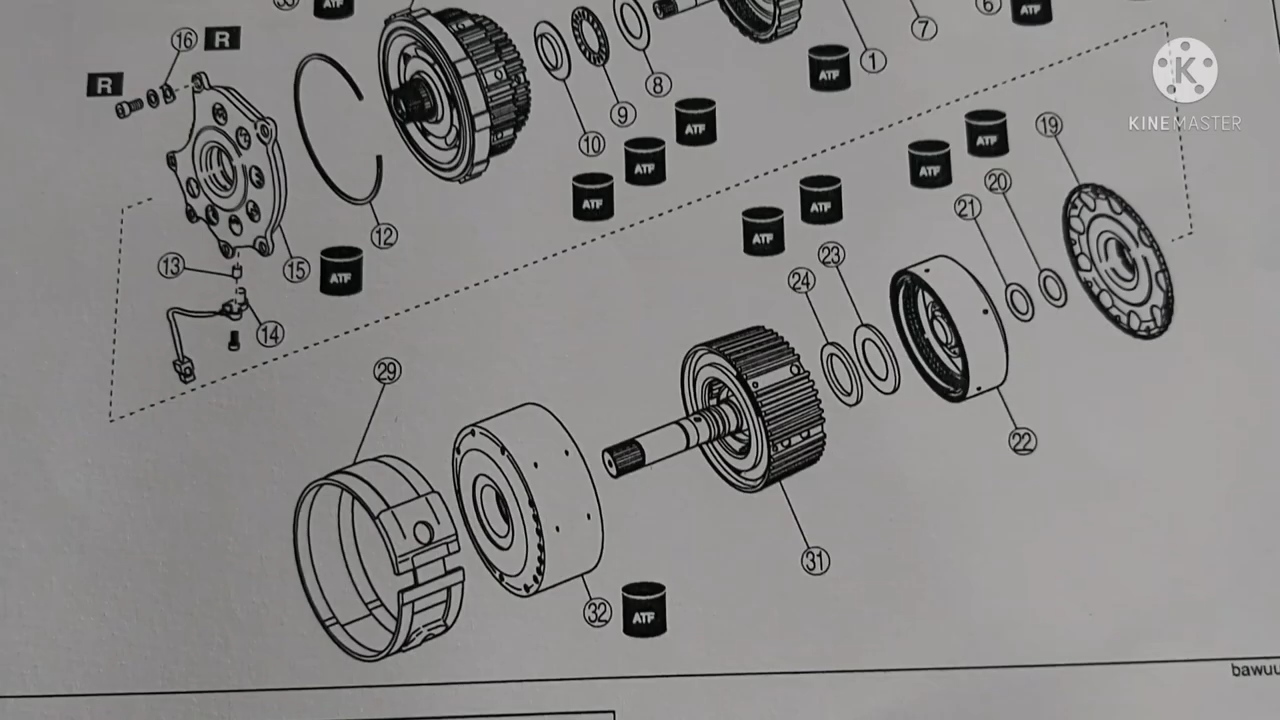 16 R
R
ATF
6
ATF
7
1
ATF
8
9
10
ATF
ATF
ATF
12
13
15
ATF
14
K
KINEMASTER
19
ATF
ATF
20
21
ATF
ATF
23
24
22
29
31
32
ATF
bawuu